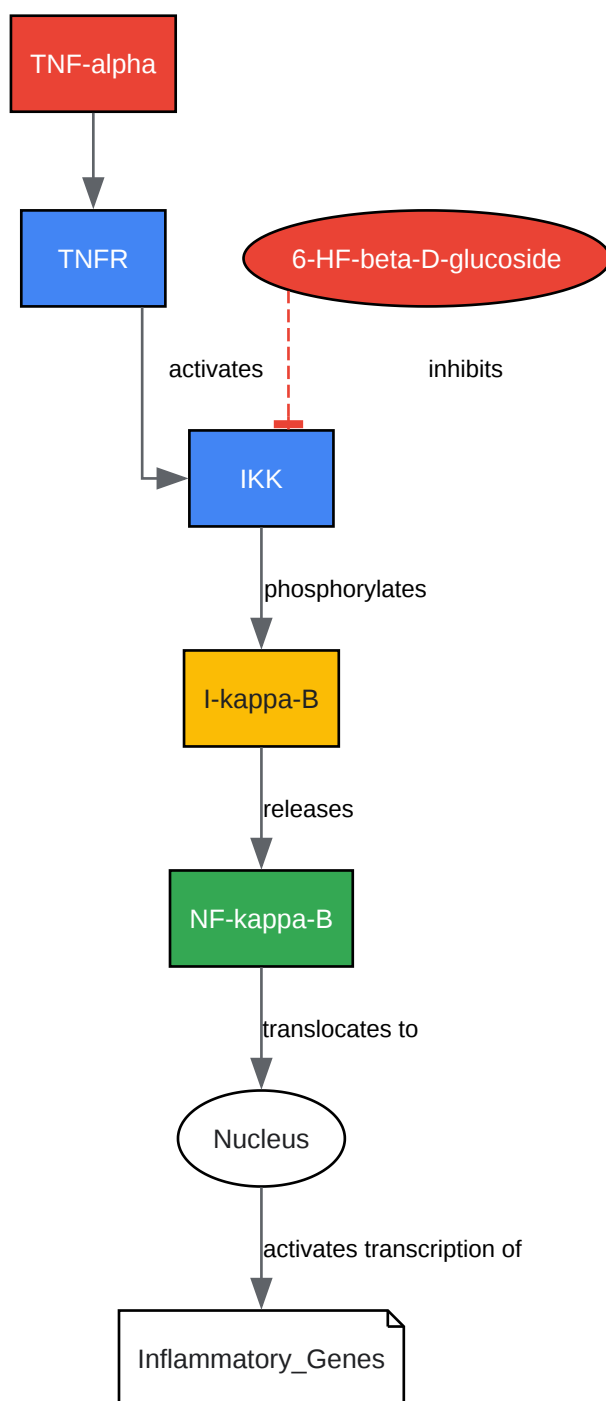 TNF-alpha
TNFR
6-HF-beta-D-glucoside
activates
inhibits
IKK
phosphorylates
I-kappa-B
releases
NF-kappa-B
translocates to
Nucleus
activates transcription of
Inflammatory_Genes